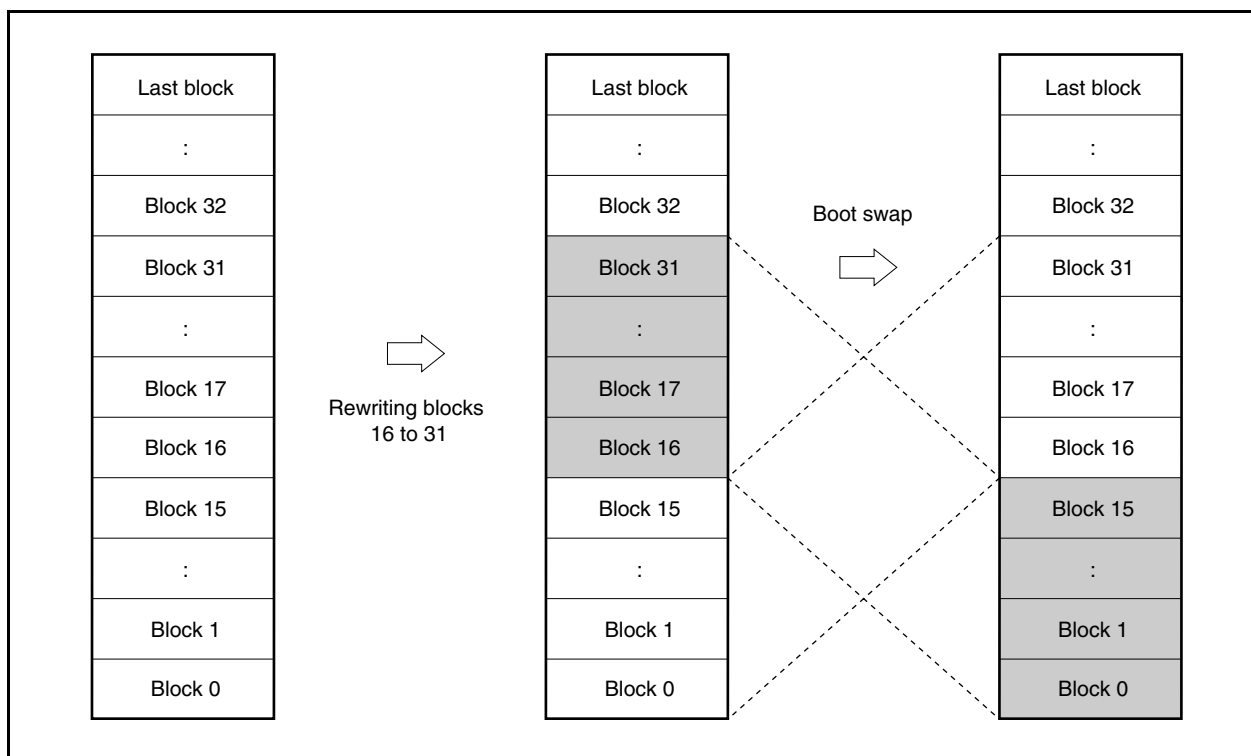 Last block
:
Block 32
Block 31
:
Block 17
Block 16
Block 15
:
Block 1
Block 0
Rewriting blocks
16 to 31
Last block
:
Block 32
Block 31
:
Block 17
Block 16
Block 15
:
Block 1
Block 0
Boot swap
Last block
:
Block 32
Block 31
:
Block 17
Block 16
Block 15
:
Block 1
Block 0